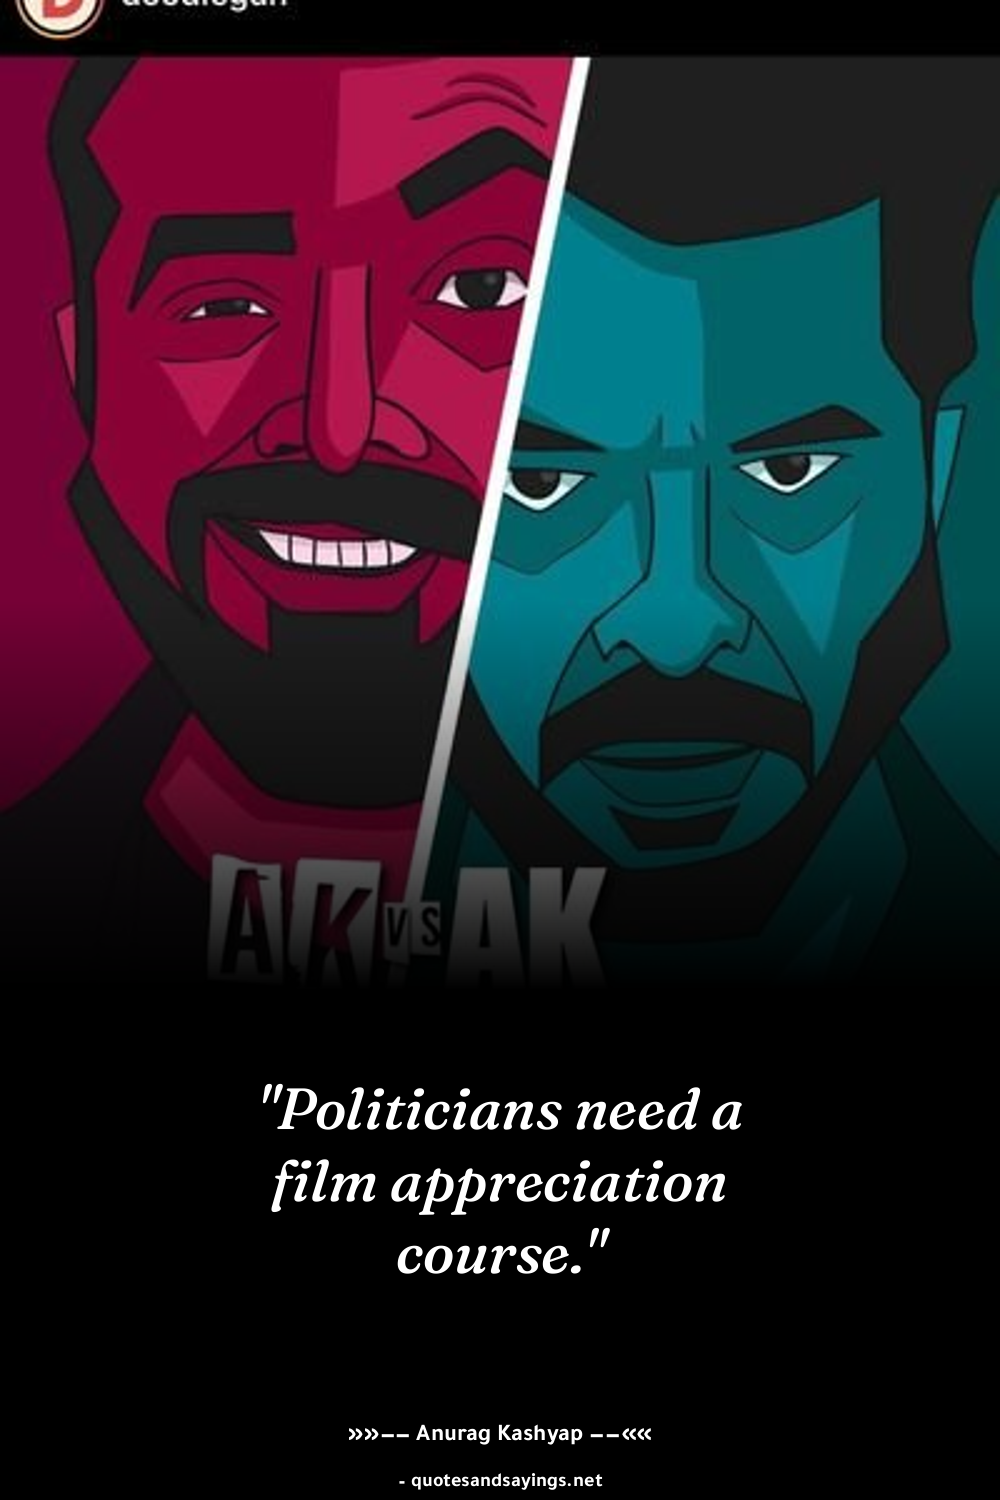 AK vs AK
"Politicians need a
film appreciation
course."
»»−− Anurag Kashyap −−««
- quotesandsayings.net